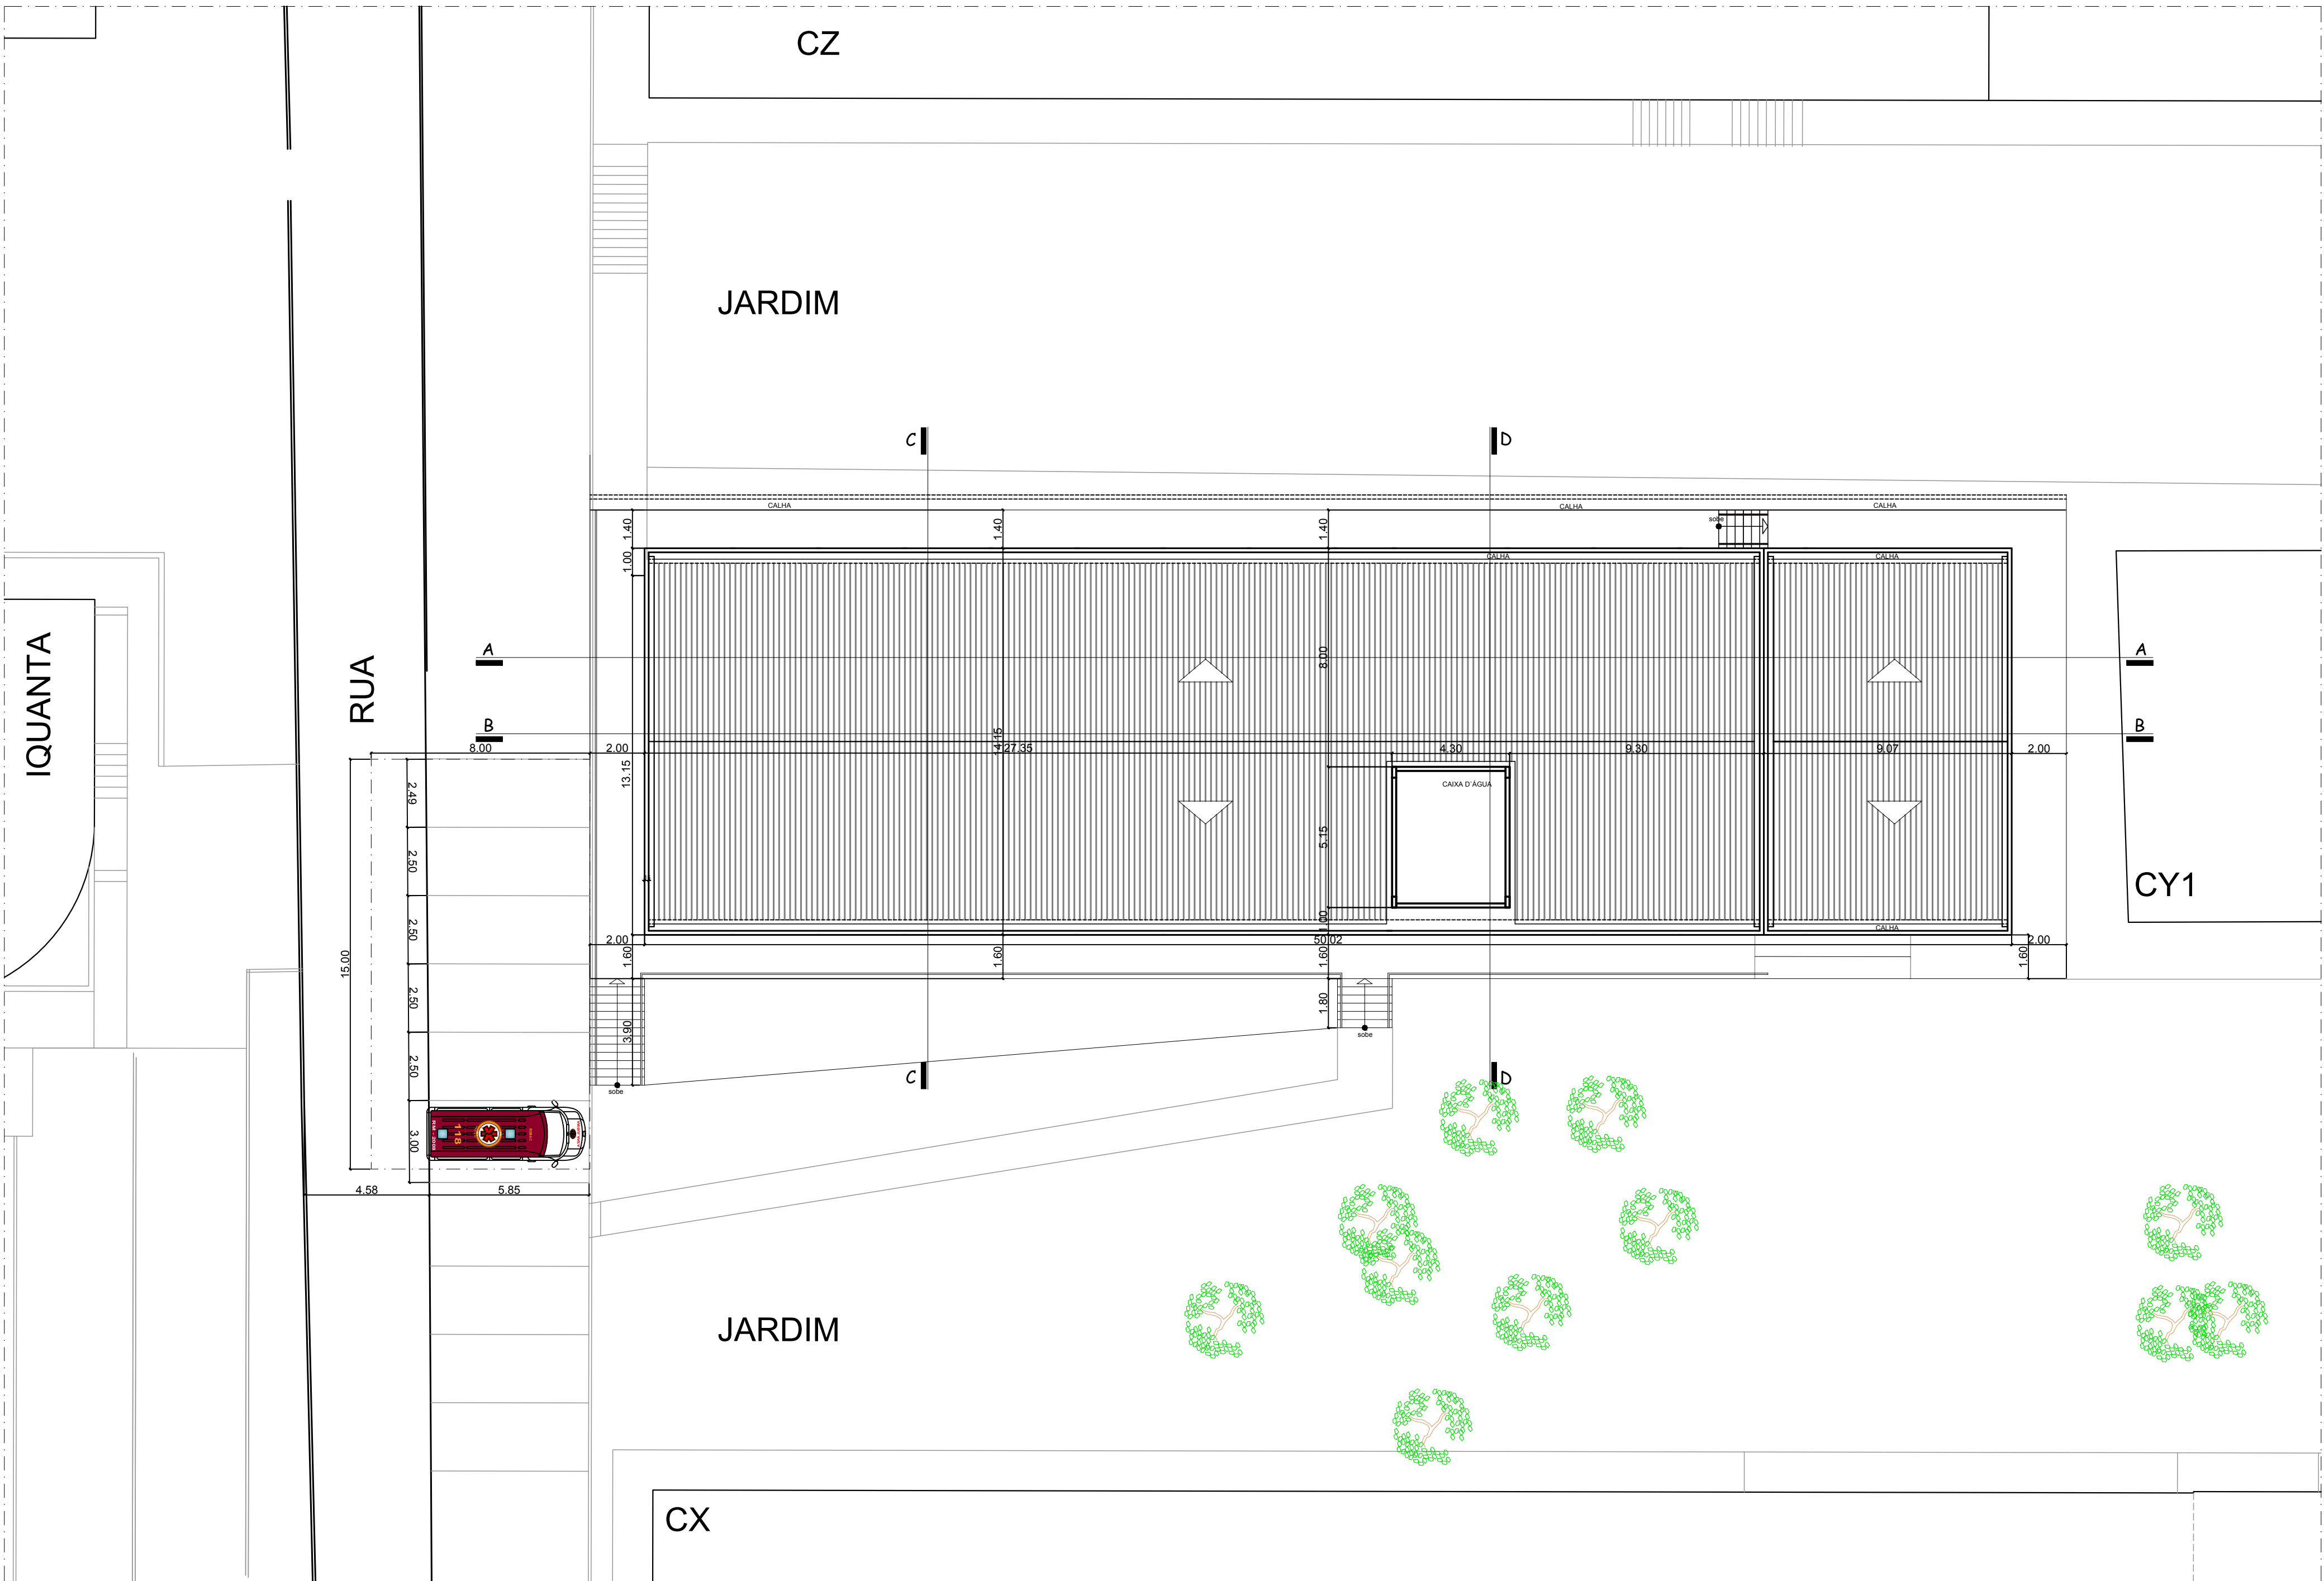 CZ
JARDIM
C
D
CALHA
CALHA
CALHA
sobe
1.40
1.40
1.40
1.00
CALHA
CALHA
IQUANTA
RUA
A
A
8.00
B
B
8.00
2.00
14.15
27.35
4.30
9.30
9.07
2.00
13.15
CAIXA D´ÁGUA
2.49
2.50
2.50
2.50
2.50
3.00
15.00
5.15
CY1
1.00
CALHA
2.00
50.02
2.00
1.60
1.60
1.60
1.60
1.80
3.90
sobe
sobe
C
D
118
4.58
5.85
JARDIM
CX